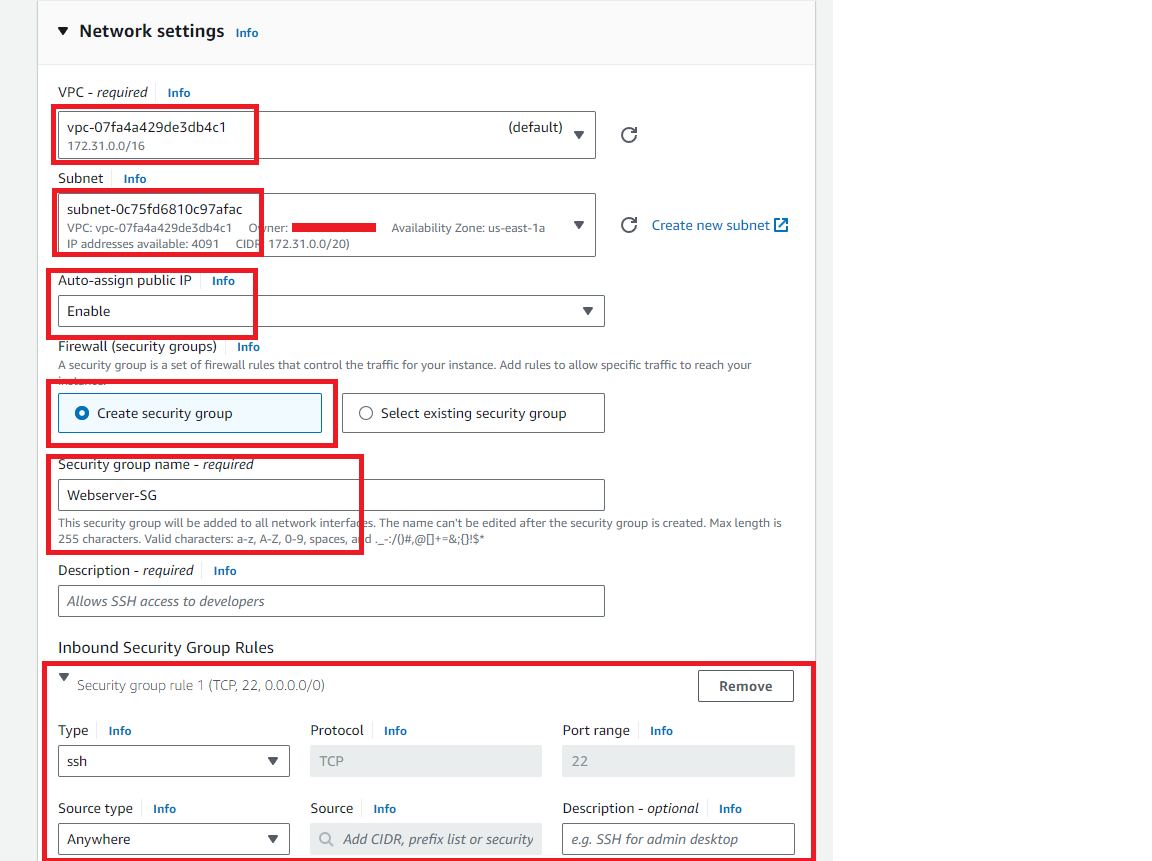 Network settings Info
VPC - required Info
vpc-07fa4a429de3db4c1 (default)
172.31.0.0/16
Subnet Info
subnet-0c75fd6810c97afac
VPC: vpc-07fa4a429de3db4c1 Owner: Availability Zone: us-east-1a
IP addresses available: 4091 CIDR: 172.31.0.0/20)
Create new subnet
Auto-assign public IP Info
Enable
Firewall (security groups) Info
A security group is a set of firewall rules that control the traffic for your instance. Add rules to allow specific traffic to reach your
instance.
Create security group Select existing security group
Security group name - required
Webserver-SG
This security group will be added to all network interfaces. The name can't be edited after the security group is created. Max length is
255 characters. Valid characters: a-z, A-Z, 0-9, spaces, and ._-:/()#,@[]+=&;{}!$*
Description - required Info
Allows SSH access to developers
Inbound Security Group Rules
Security group rule 1 (TCP, 22, 0.0.0.0/0) Remove
Type Info Protocol Info Port range Info
ssh TCP 22
Source type Info Source Info Description - optional Info
Anywhere Add CIDR, prefix list or security e.g. SSH for admin desktop